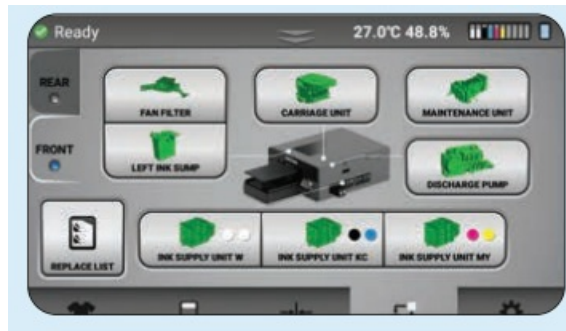 Ready
27.0℃ 48.8%
REAR
FRONT
FAN FILTER
CARRIAGE UNIT
MAINTENANCE UNIT
LEFT INK SUMP
DISCHARGE PUMP
REPLACE LIST
INK SUPPLY UNIT W
INK SUPPLY UNIT KC
INK SUPPLY UNIT MY